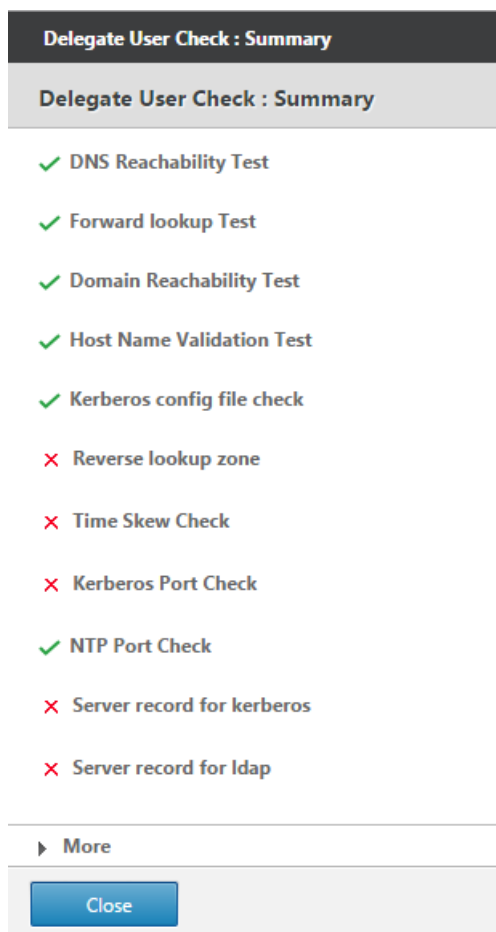 Delegate User Check : Summary
Delegate User Check : Summary
DNS Reachability Test
Forward lookup Test
Domain Reachability Test
Host Name Validation Test
Kerberos config file check
Reverse lookup zone
Time Skew Check
Kerberos Port Check
NTP Port Check
Server record for kerberos
Server record for ldap
More
Close